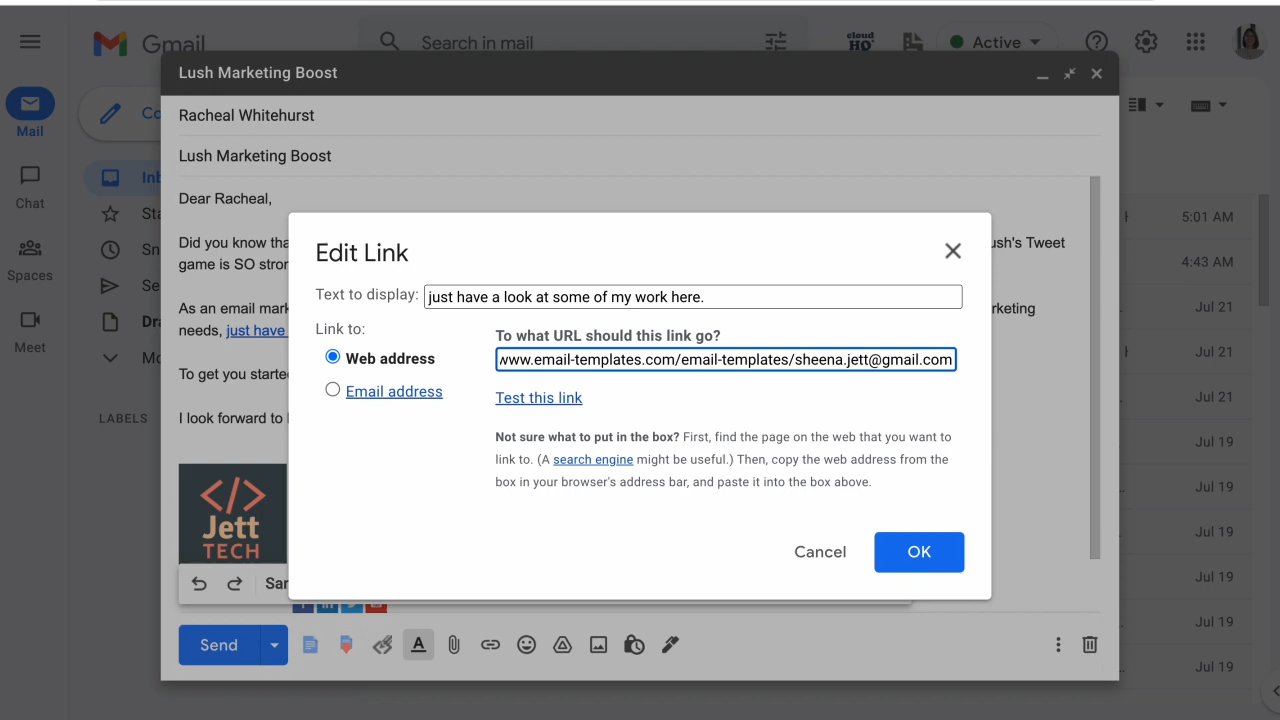 Gmail
Search in mail
cloud HQ
Active
Lush Marketing Boost
Mail
Racheal Whitehurst
Lush Marketing Boost
Chat
Dear Racheal,
5:01 AM
Did you know
ush's Tweet
game is SO
4:43 AM
Spaces
Edit Link
Text to display: just have a look at some of my work here.
As an email
rketing
Jul 21
needs, just have
Link to:
To what URL should this link go?
Meet
Web address
www.email-templates.com/email-templates/sheena.jett@gmail.com
Jul 21
To get you
Email address
Test this link
Jul 21
LABELS
I look forward to
Not sure what to put in the box? First, find the page on the web that you want to
Jul 19
link to. (A search engine might be useful.) Then, copy the web address from the
box in your browser's address bar, and paste it into the box above.
Jul 19
</>
Jett
TECH
Jul 19
Cancel
OK
Jul 19
Send
Jul 19
Jul 19